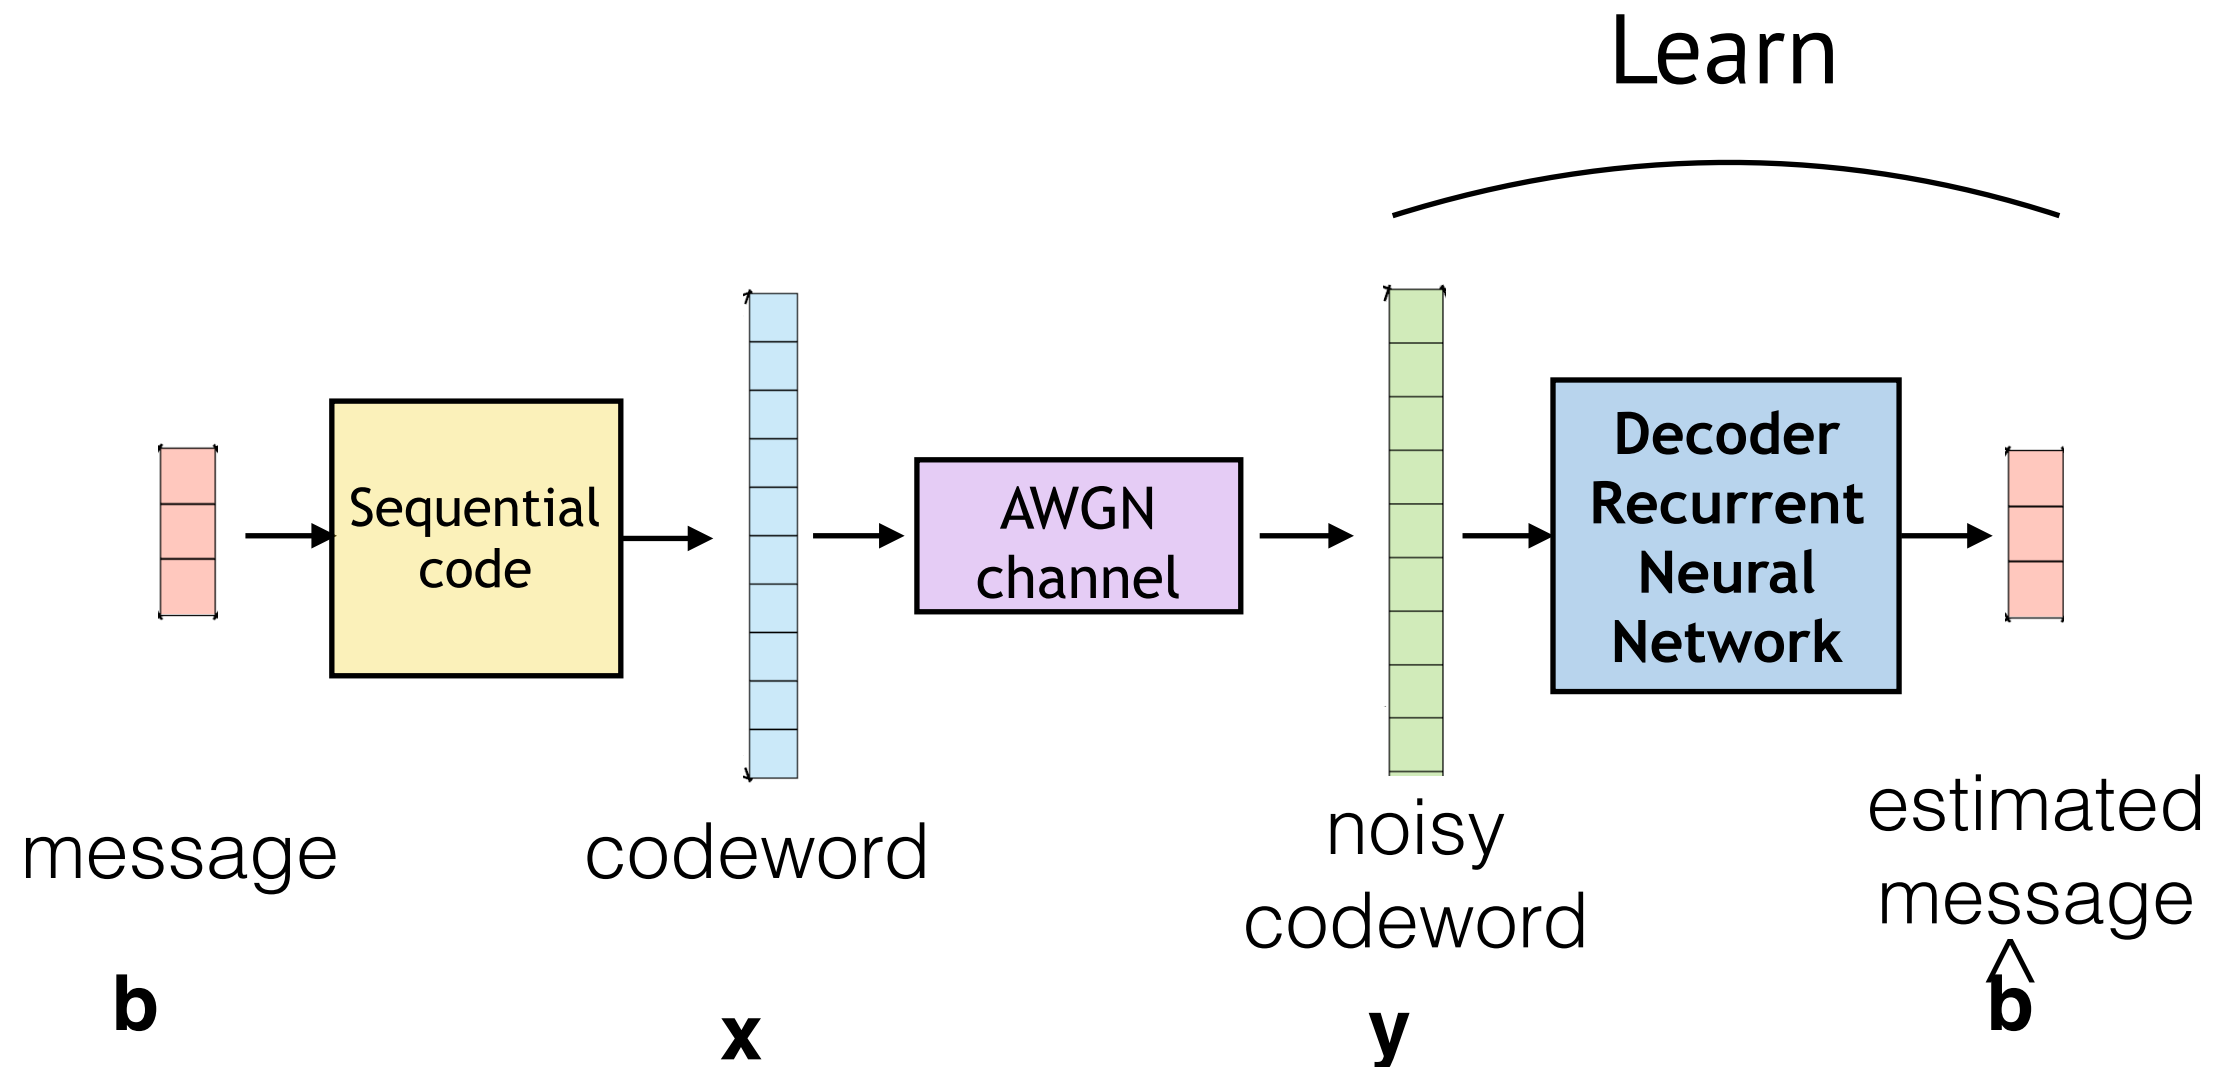 Learn
Sequential
code
AWGN
channel
Decoder
Recurrent
Neural
Network
message
codeword
noisy
codeword
estimated
message
b
x
y
^
b